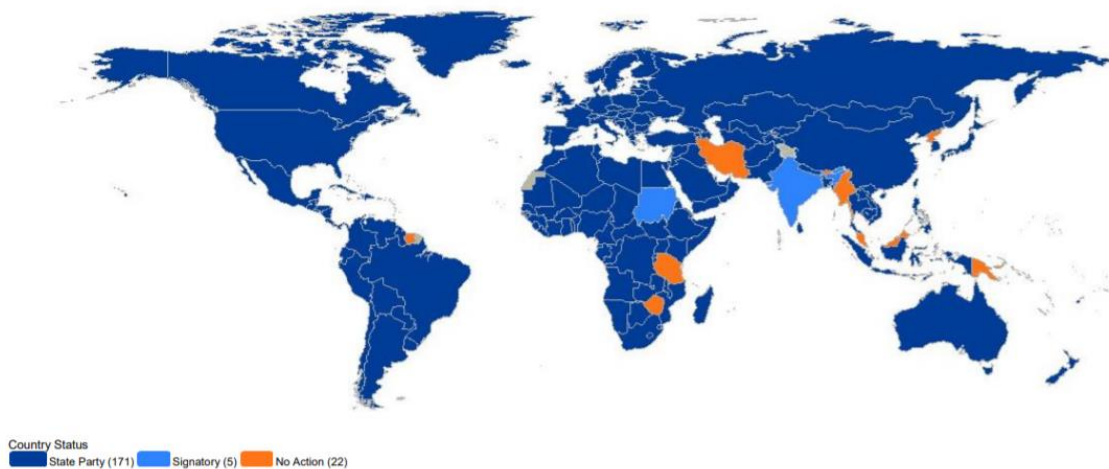 Country Status
State Party (171) Signatory (5) No Action (22)